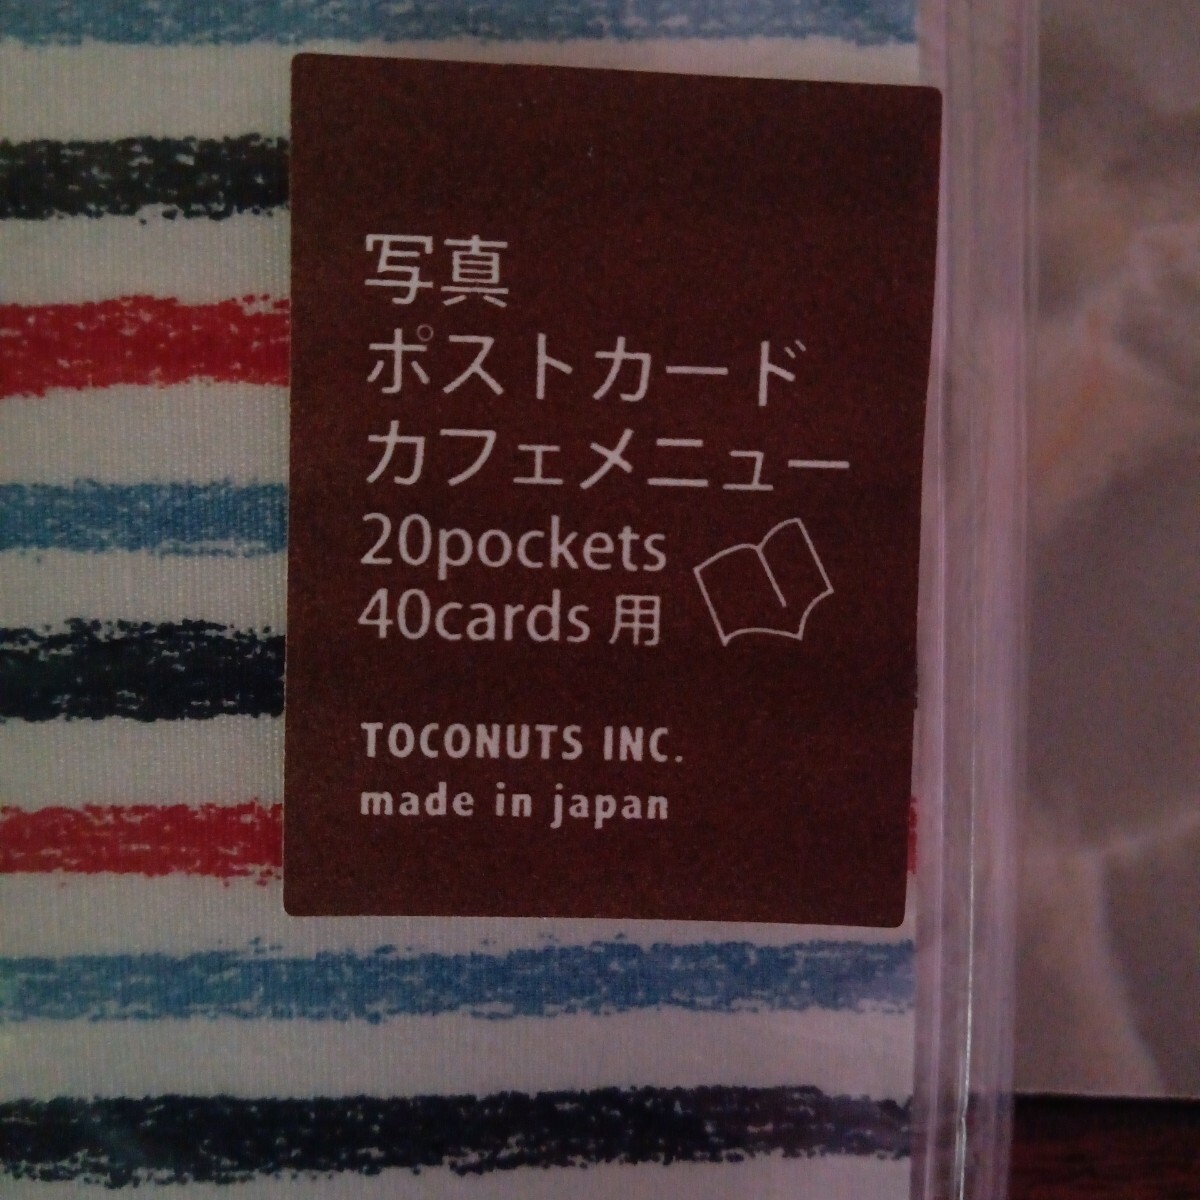 写真
ポストカード
カフェメニュー
20pockets
40cards 用
TOCONUTS INC.
made in japan